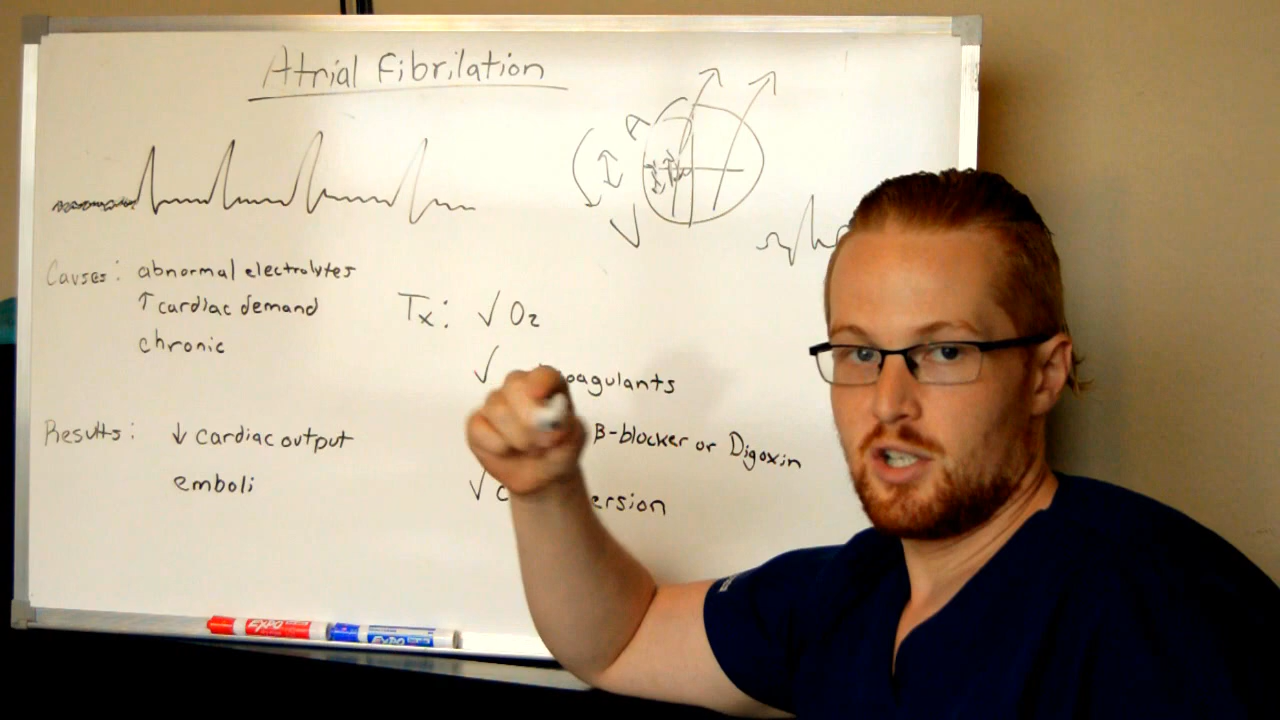 Atrial Fibrilation
A
V
Causes: abnormal electrolytes
↑ cardiac demand
chronic
Tx: ✓ O₂
✓ oagulants
B-blocker or Digoxin
✓ c ersion
Results: ↓ cardiac output
emboli
EXPO
EXPO